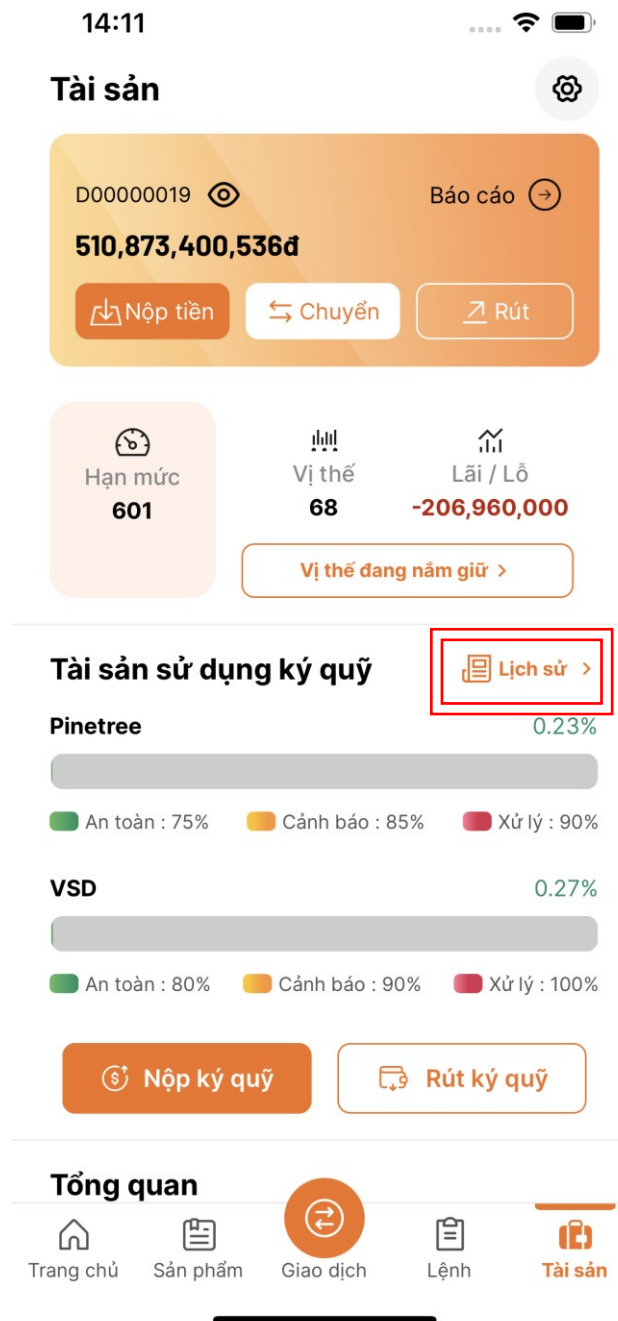 14:11
Tài sản
D00000019 Báo cáo
510,873,400,536đ
Nộp tiền Chuyển Rút
Hạn mức Vị thế Lãi / Lỗ
601 68 -206,960,000
Vị thế đang nắm giữ >
Tài sản sử dụng ký quỹ Lịch sử >
Pinetree 0.23%
An toàn : 75% Cảnh báo : 85% Xử lý : 90%
VSD 0.27%
An toàn : 80% Cảnh báo : 90% Xử lý : 100%
Nộp ký quỹ Rút ký quỹ
Tổng quan
Trang chủ Sản phẩm Giao dịch Lệnh Tài sản